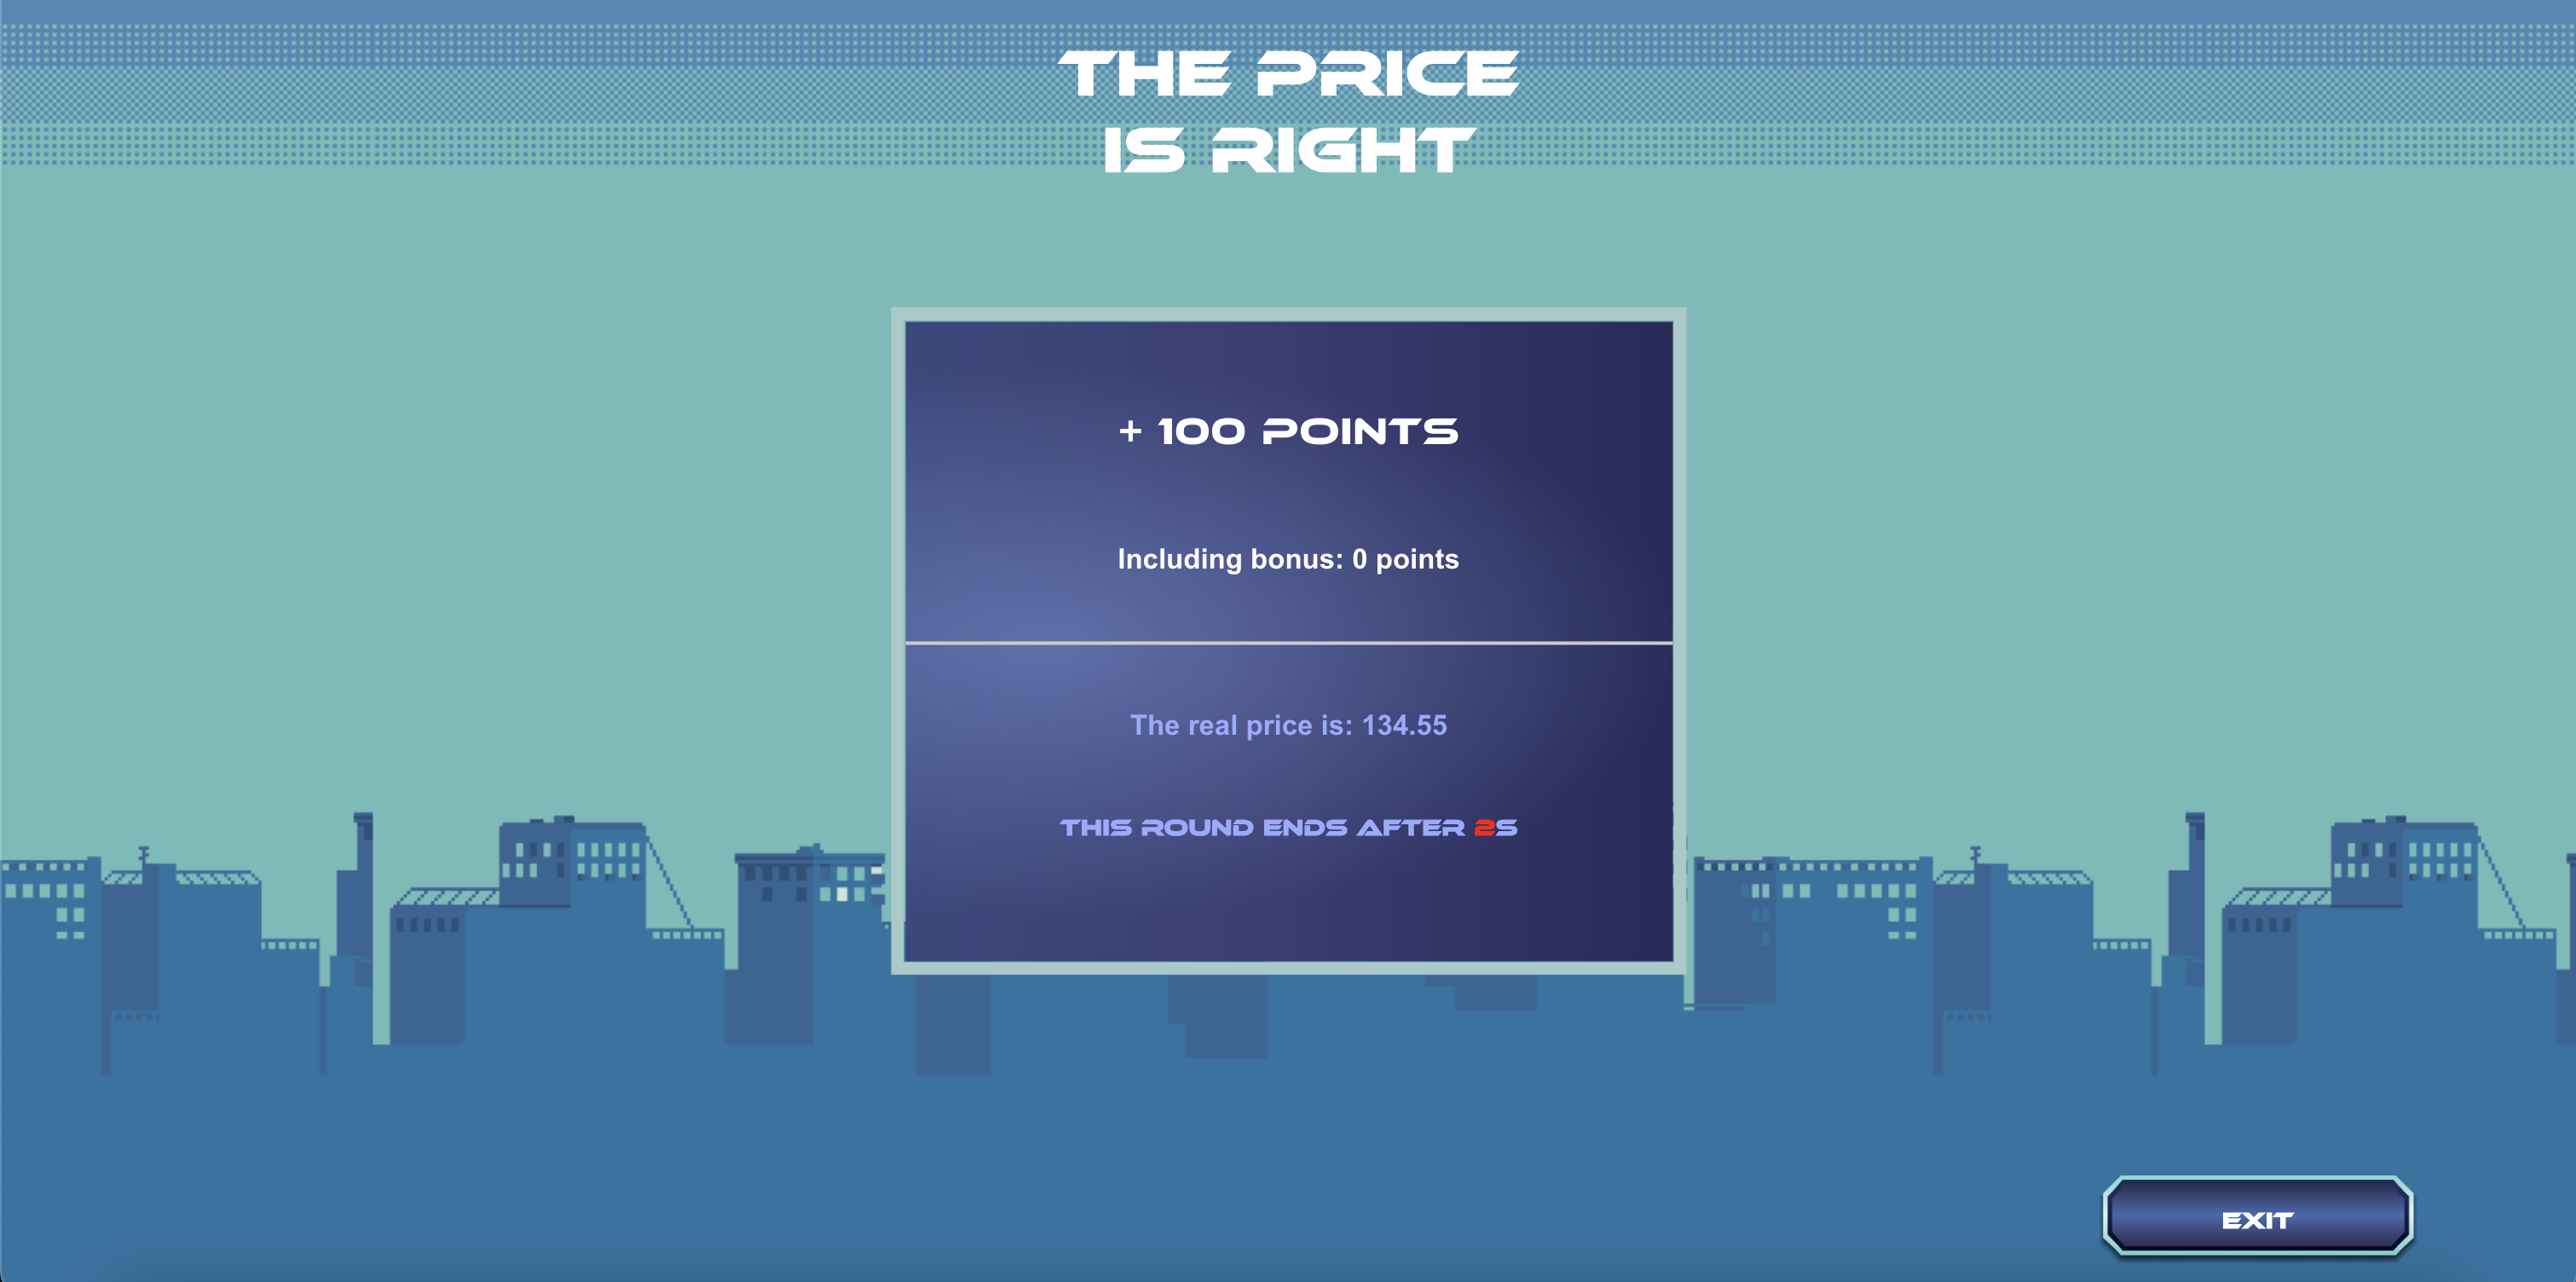 THE PRICE
IS RIGHT
+ 100 POINTS
Including bonus: 0 points
The real price is: 134.55
THIS ROUND ENDS AFTER 2S
EXIT